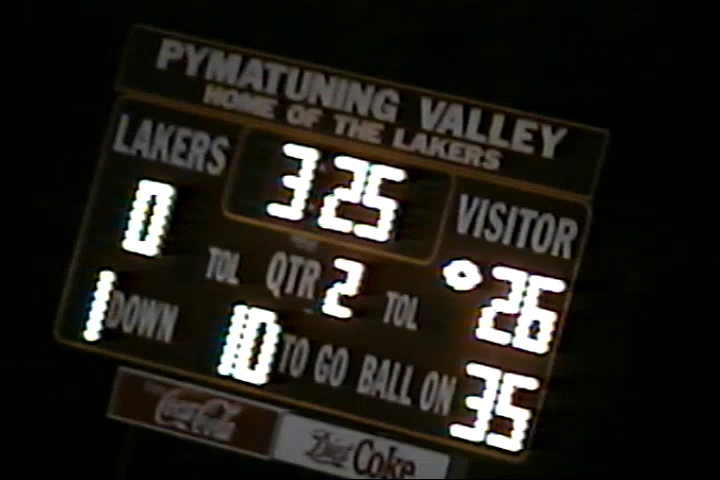 PYMATUNING VALLEY
HOME OF THE LAKERS
LAKERS 3:25 VISITOR
0 TOL QTR 2 TOL 26
1 DOWN 10 TO GO BALL ON 35
Coca-Cola Diet Coke